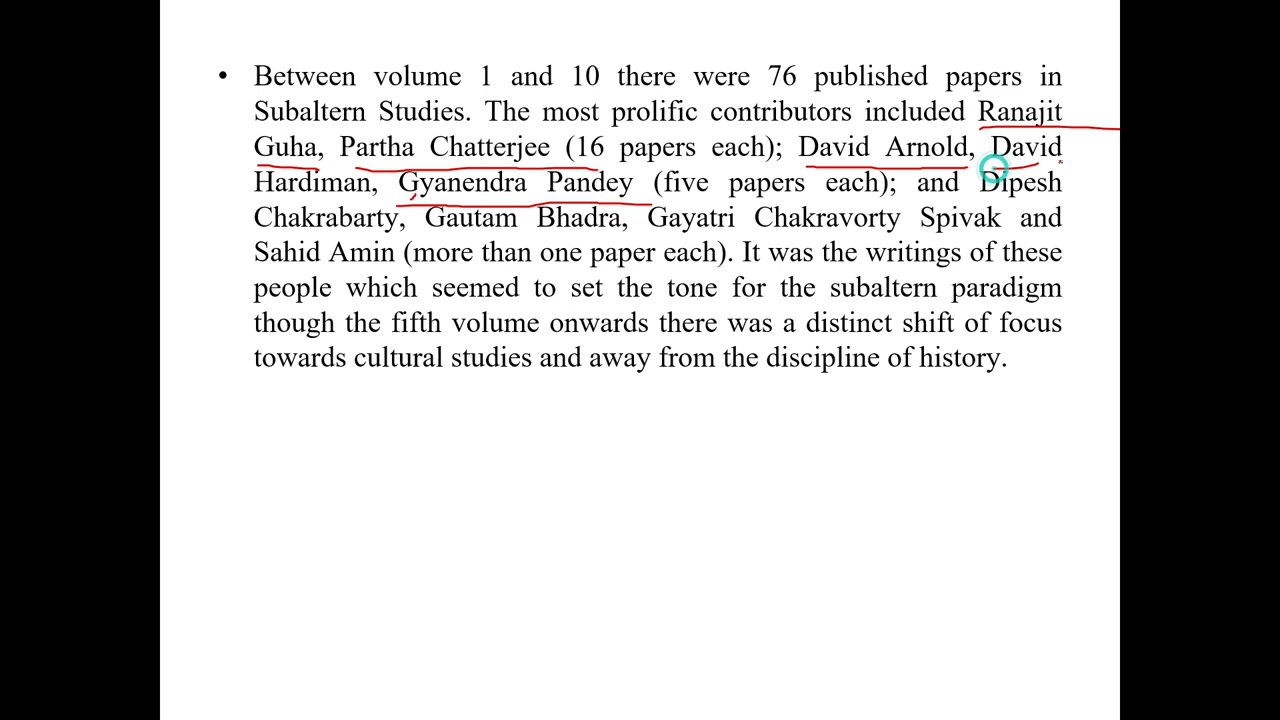 • Between volume 1 and 10 there were 76 published papers in
Subaltern Studies. The most prolific contributors included Ranajit
Guha, Partha Chatterjee (16 papers each); David Arnold, David
Hardiman, Gyanendra Pandey (five papers each); and Dipesh
Chakrabarty, Gautam Bhadra, Gayatri Chakravorty Spivak and
Sahid Amin (more than one paper each). It was the writings of these
people which seemed to set the tone for the subaltern paradigm
though the fifth volume onwards there was a distinct shift of focus
towards cultural studies and away from the discipline of history.